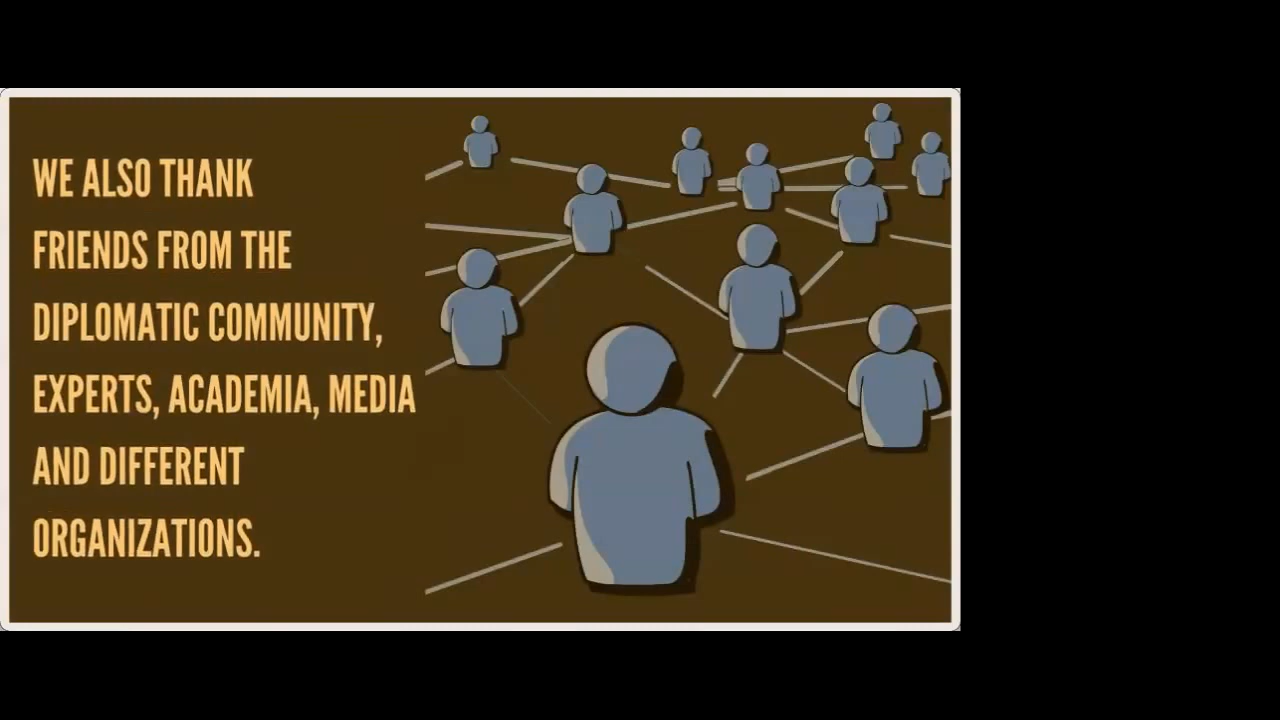 WE ALSO THANK
FRIENDS FROM THE
DIPLOMATIC COMMUNITY,
EXPERTS, ACADEMIA, MEDIA
AND DIFFERENT
ORGANIZATIONS.